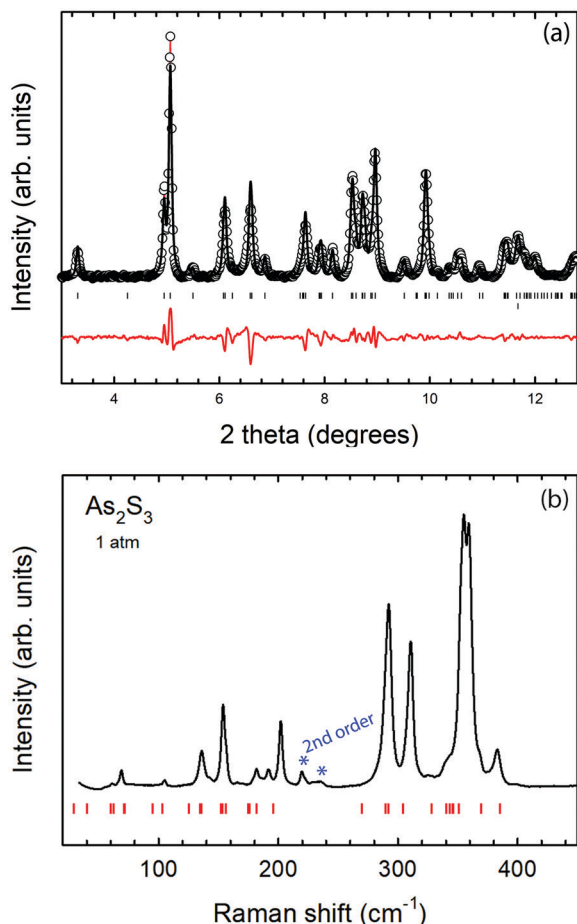 (a)
Intensity (arb. units)
4 6 8 10 12
2 theta (degrees)
(b)
As₂S₃
1 atm
Intensity (arb. units)
2nd order
* *
100 200 300 400
Raman shift (cm⁻¹)